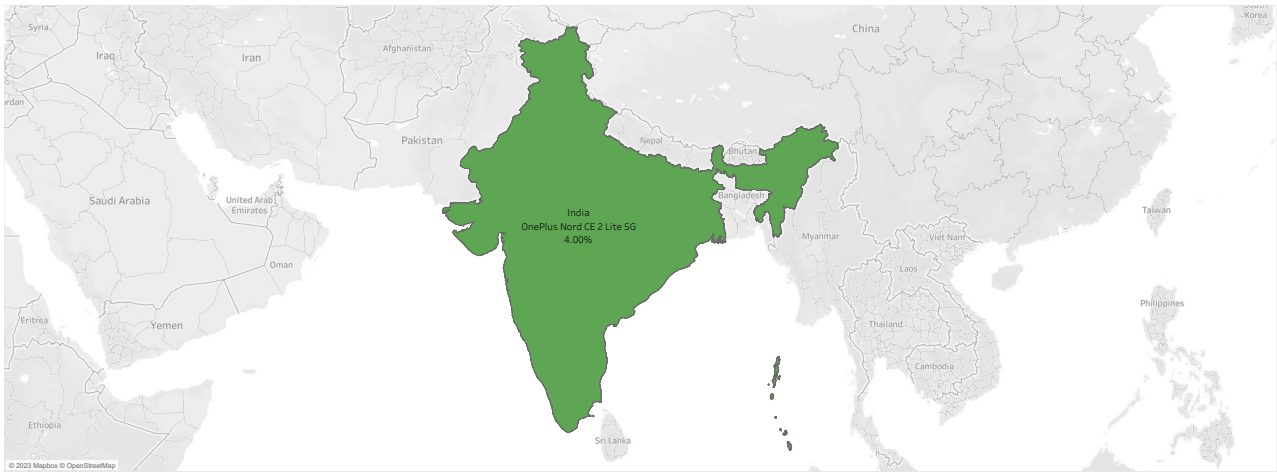 Syria
Iraq
Iran
Afghanistan
China
South
Korea
Jordan
Pakistan
Nepal
Bhutan
Saudi Arabia
United Arab
Emirates
Bangladesh
India
OnePlus Nord CE 2 Lite 5G
4.00%
Taiwan
Myanmar
Viet Nam
Oman
Laos
Philippines
Eritrea
Yemen
Thailand
Cambodia
Ethiopia
Sri Lanka
© 2023 Mapbox © OpenStreetMap